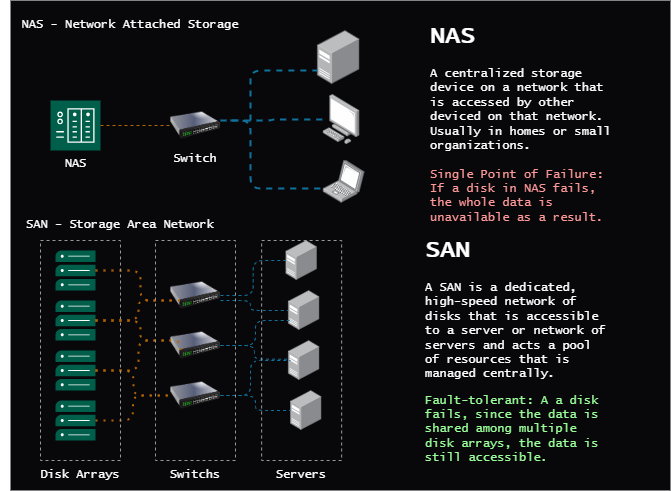 NAS - Network Attached Storage
NAS
Switch
NAS
A centralized storage
device on a network that
is accessed by other
deviced on that network.
Usually in homes or small
organizations.
Single Point of Failure:
If a disk in NAS fails,
the whole data is
unavailable as a result.
SAN - Storage Area Network
Disk Arrays
Switchs
Servers
SAN
A SAN is a dedicated,
high-speed network of
disks that is accessible
to a server or network of
servers and acts a pool
of resources that is
managed centrally.
Fault-tolerant: A a disk
fails, since the data is
shared among multiple
disk arrays, the data is
still accessible.